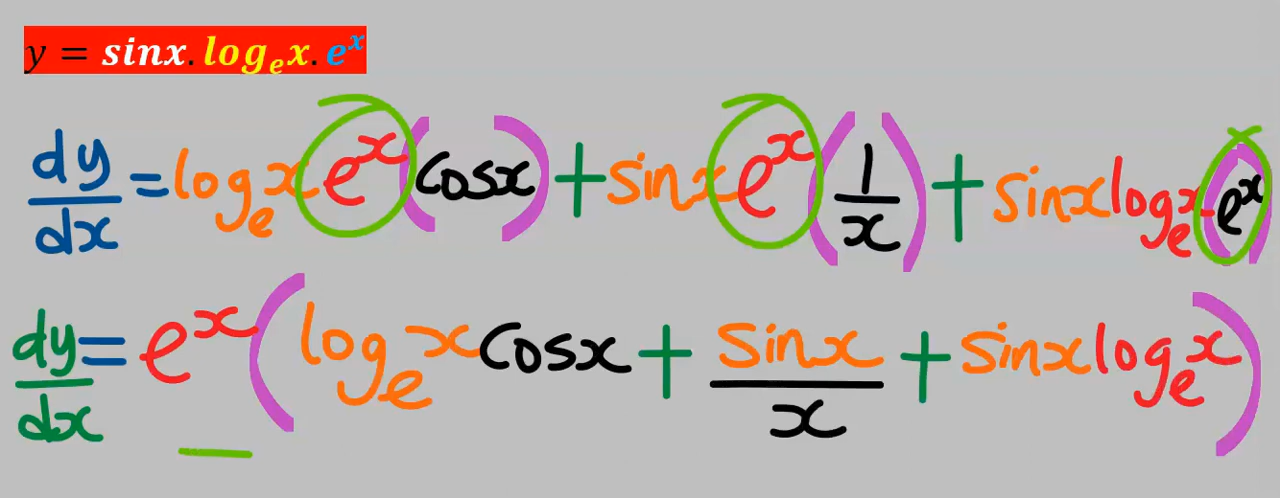 y = sinx.logₑx.eˣ
dy/dx = logₑx eˣ (cosx) + sinx eˣ (1/x) + sinx logₑx (eˣ)
dy/dx = eˣ (logₑx cosx + sinx/x + sinx logₑx)